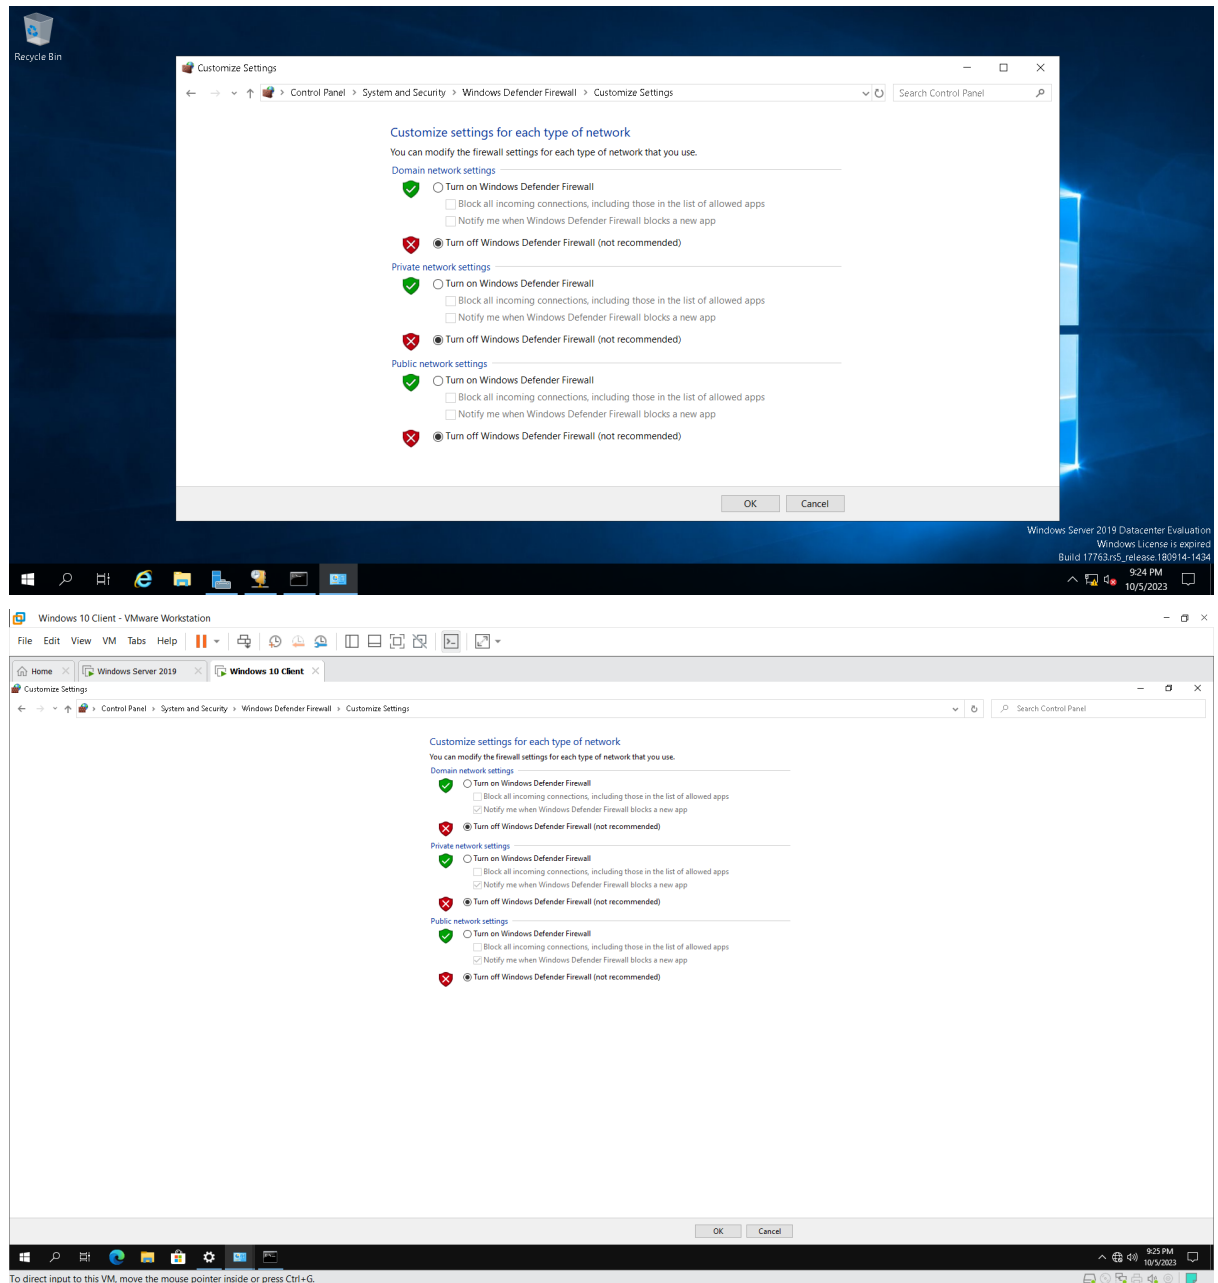 Recycle Bin
Customize Settings
Control Panel > System and Security > Windows Defender Firewall > Customize Settings
Search Control Panel
Customize settings for each type of network
You can modify the firewall settings for each type of network that you use.
Domain network settings
Turn on Windows Defender Firewall
Block all incoming connections, including those in the list of allowed apps
Notify me when Windows Defender Firewall blocks a new app
Turn off Windows Defender Firewall (not recommended)
Private network settings
Turn on Windows Defender Firewall
Block all incoming connections, including those in the list of allowed apps
Notify me when Windows Defender Firewall blocks a new app
Turn off Windows Defender Firewall (not recommended)
Public network settings
Turn on Windows Defender Firewall
Block all incoming connections, including those in the list of allowed apps
Notify me when Windows Defender Firewall blocks a new app
Turn off Windows Defender Firewall (not recommended)
OK Cancel
Windows Server 2019 Datacenter Evaluation
Windows License is expired
Build 17763.rs5_release.180914-1434
9:24 PM
10/5/2023
Windows 10 Client - VMware Workstation
File Edit View VM Tabs Help
Home Windows Server 2019 Windows 10 Client
Customize Settings
Control Panel > System and Security > Windows Defender Firewall > Customize Settings
Search Control Panel
Customize settings for each type of network
You can modify the firewall settings for each type of network that you use.
Domain network settings
Turn on Windows Defender Firewall
Block all incoming connections, including those in the list of allowed apps
Notify me when Windows Defender Firewall blocks a new app
Turn off Windows Defender Firewall (not recommended)
Private network settings
Turn on Windows Defender Firewall
Block all incoming connections, including those in the list of allowed apps
Notify me when Windows Defender Firewall blocks a new app
Turn off Windows Defender Firewall (not recommended)
Public network settings
Turn on Windows Defender Firewall
Block all incoming connections, including those in the list of allowed apps
Notify me when Windows Defender Firewall blocks a new app
Turn off Windows Defender Firewall (not recommended)
OK Cancel
9:25 PM
10/5/2023
To direct input to this VM, move the mouse pointer inside or press Ctrl+G.